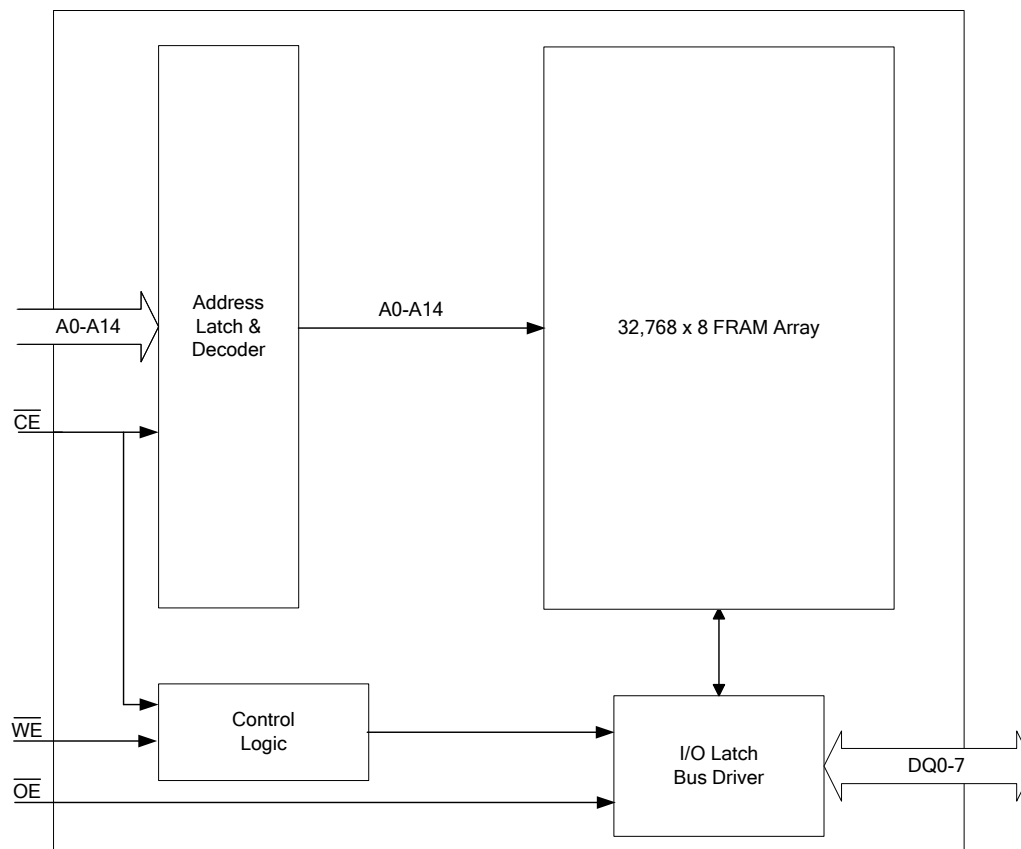 Address
Latch &
Decoder
A0-A14
A0-A14
32,768 x 8 FRAM Array
CE
WE
Control
Logic
OE
I/O Latch
Bus Driver
DQ0-7